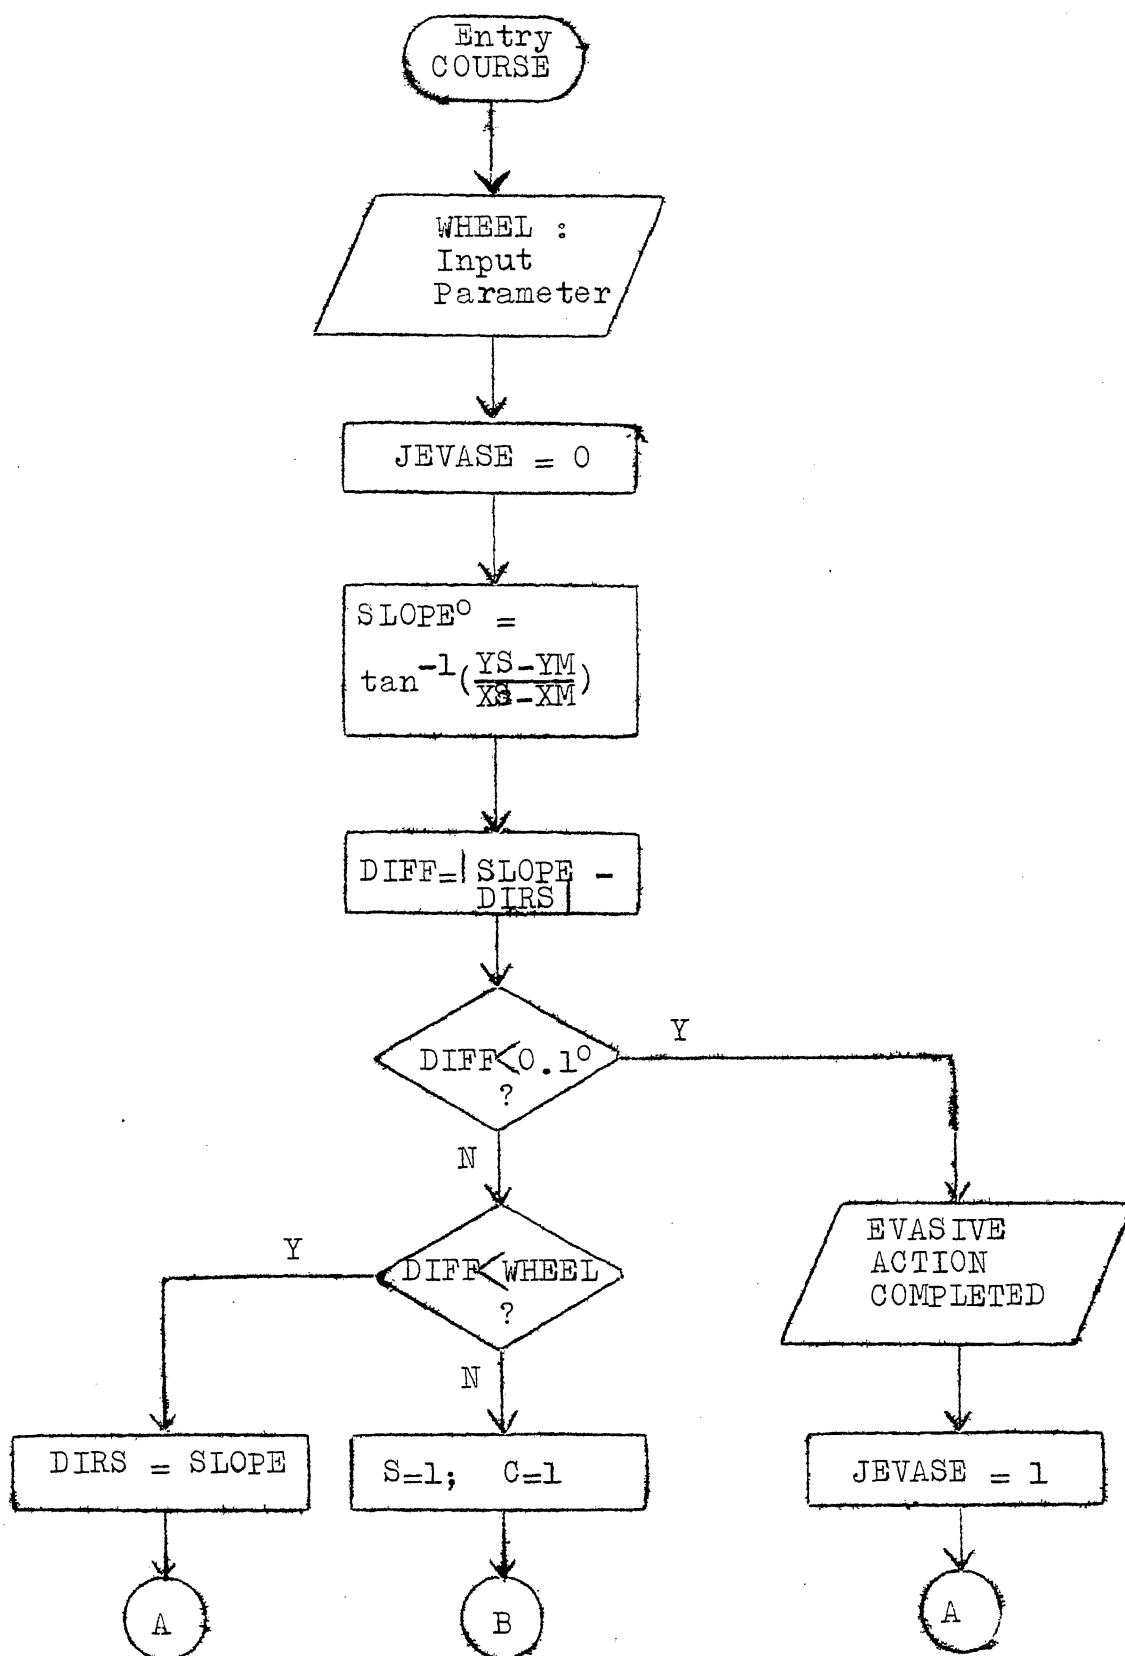 Entry
COURSE
WHEEL :
Input
Parameter
JEVASE = 0
SLOPE° =
tan⁻¹(YS-YM
XS-XM)
DIFF=|SLOPE -
DIRS|
DIFF<0.1°
?
Y
N
DIFF<WHEEL
?
Y
N
EVASIVE
ACTION
COMPLETED
DIRS = SLOPE
S=1; C=1
JEVASE = 1
A
B
A